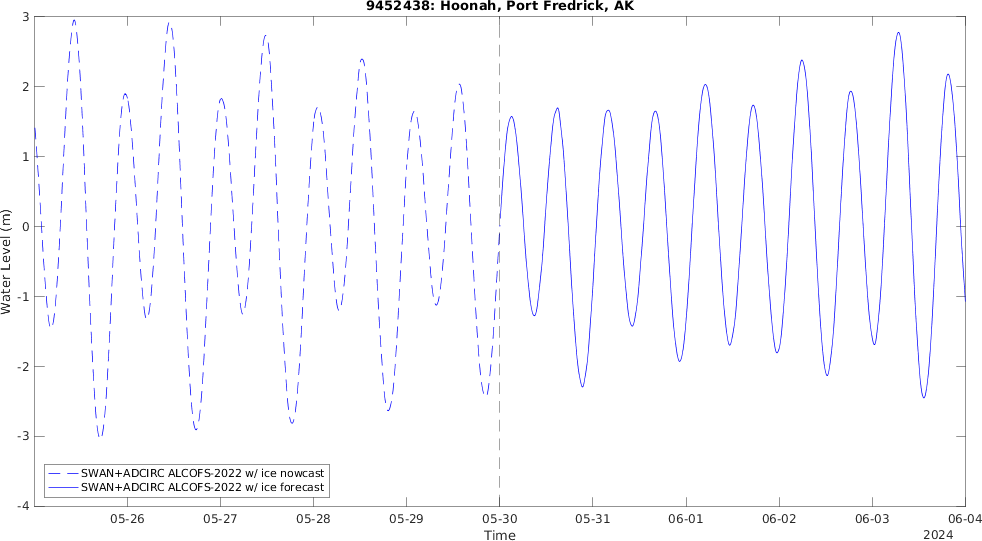 9452438: Hoonah, Port Fredrick, AK
3
2
1
0
-1
-2
-3
-4
Water Level (m)
SWAN+ADCIRC ALCOFS-2022 w/ ice nowcast
SWAN+ADCIRC ALCOFS-2022 w/ ice forecast
05-26 05-27 05-28 05-29 05-30 05-31 06-01 06-02 06-03 06-04
Time
2024